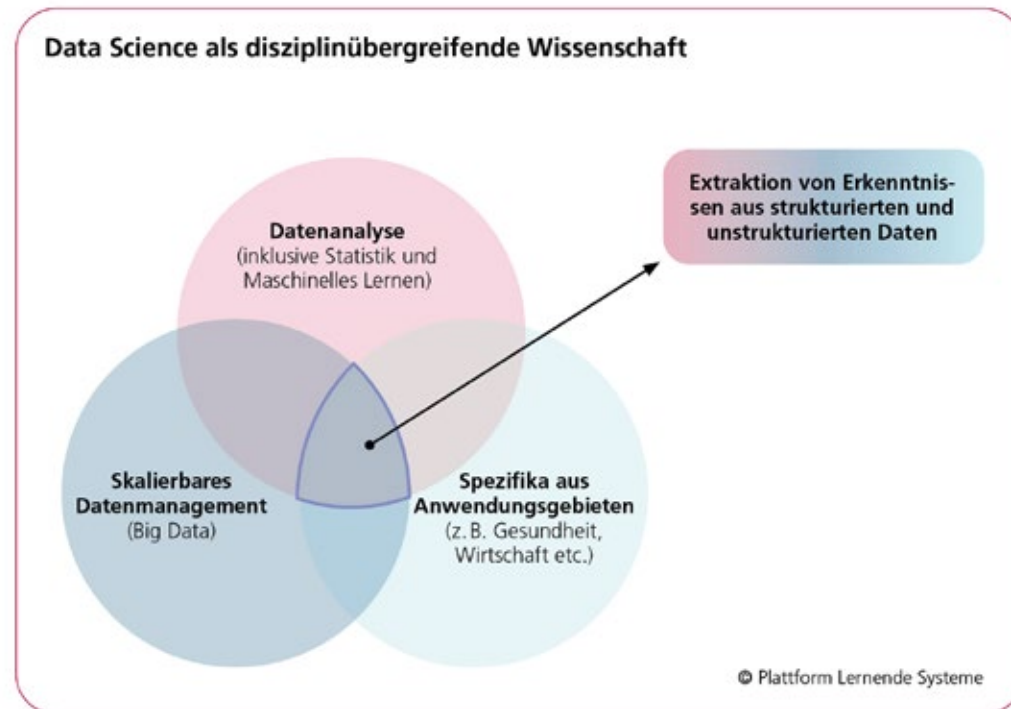 Data Science als disziplinübergreifende Wissenschaft
Extraktion von Erkenntnis-
sen aus strukturierten und
unstrukturierten Daten
Datenanalyse
(inklusive Statistik und
Maschinelles Lernen)
Skalierbares
Datenmanagement
(Big Data)
Spezifika aus
Anwendungsgebieten
(z. B. Gesundheit,
Wirtschaft etc.)
© Plattform Lernende Systeme